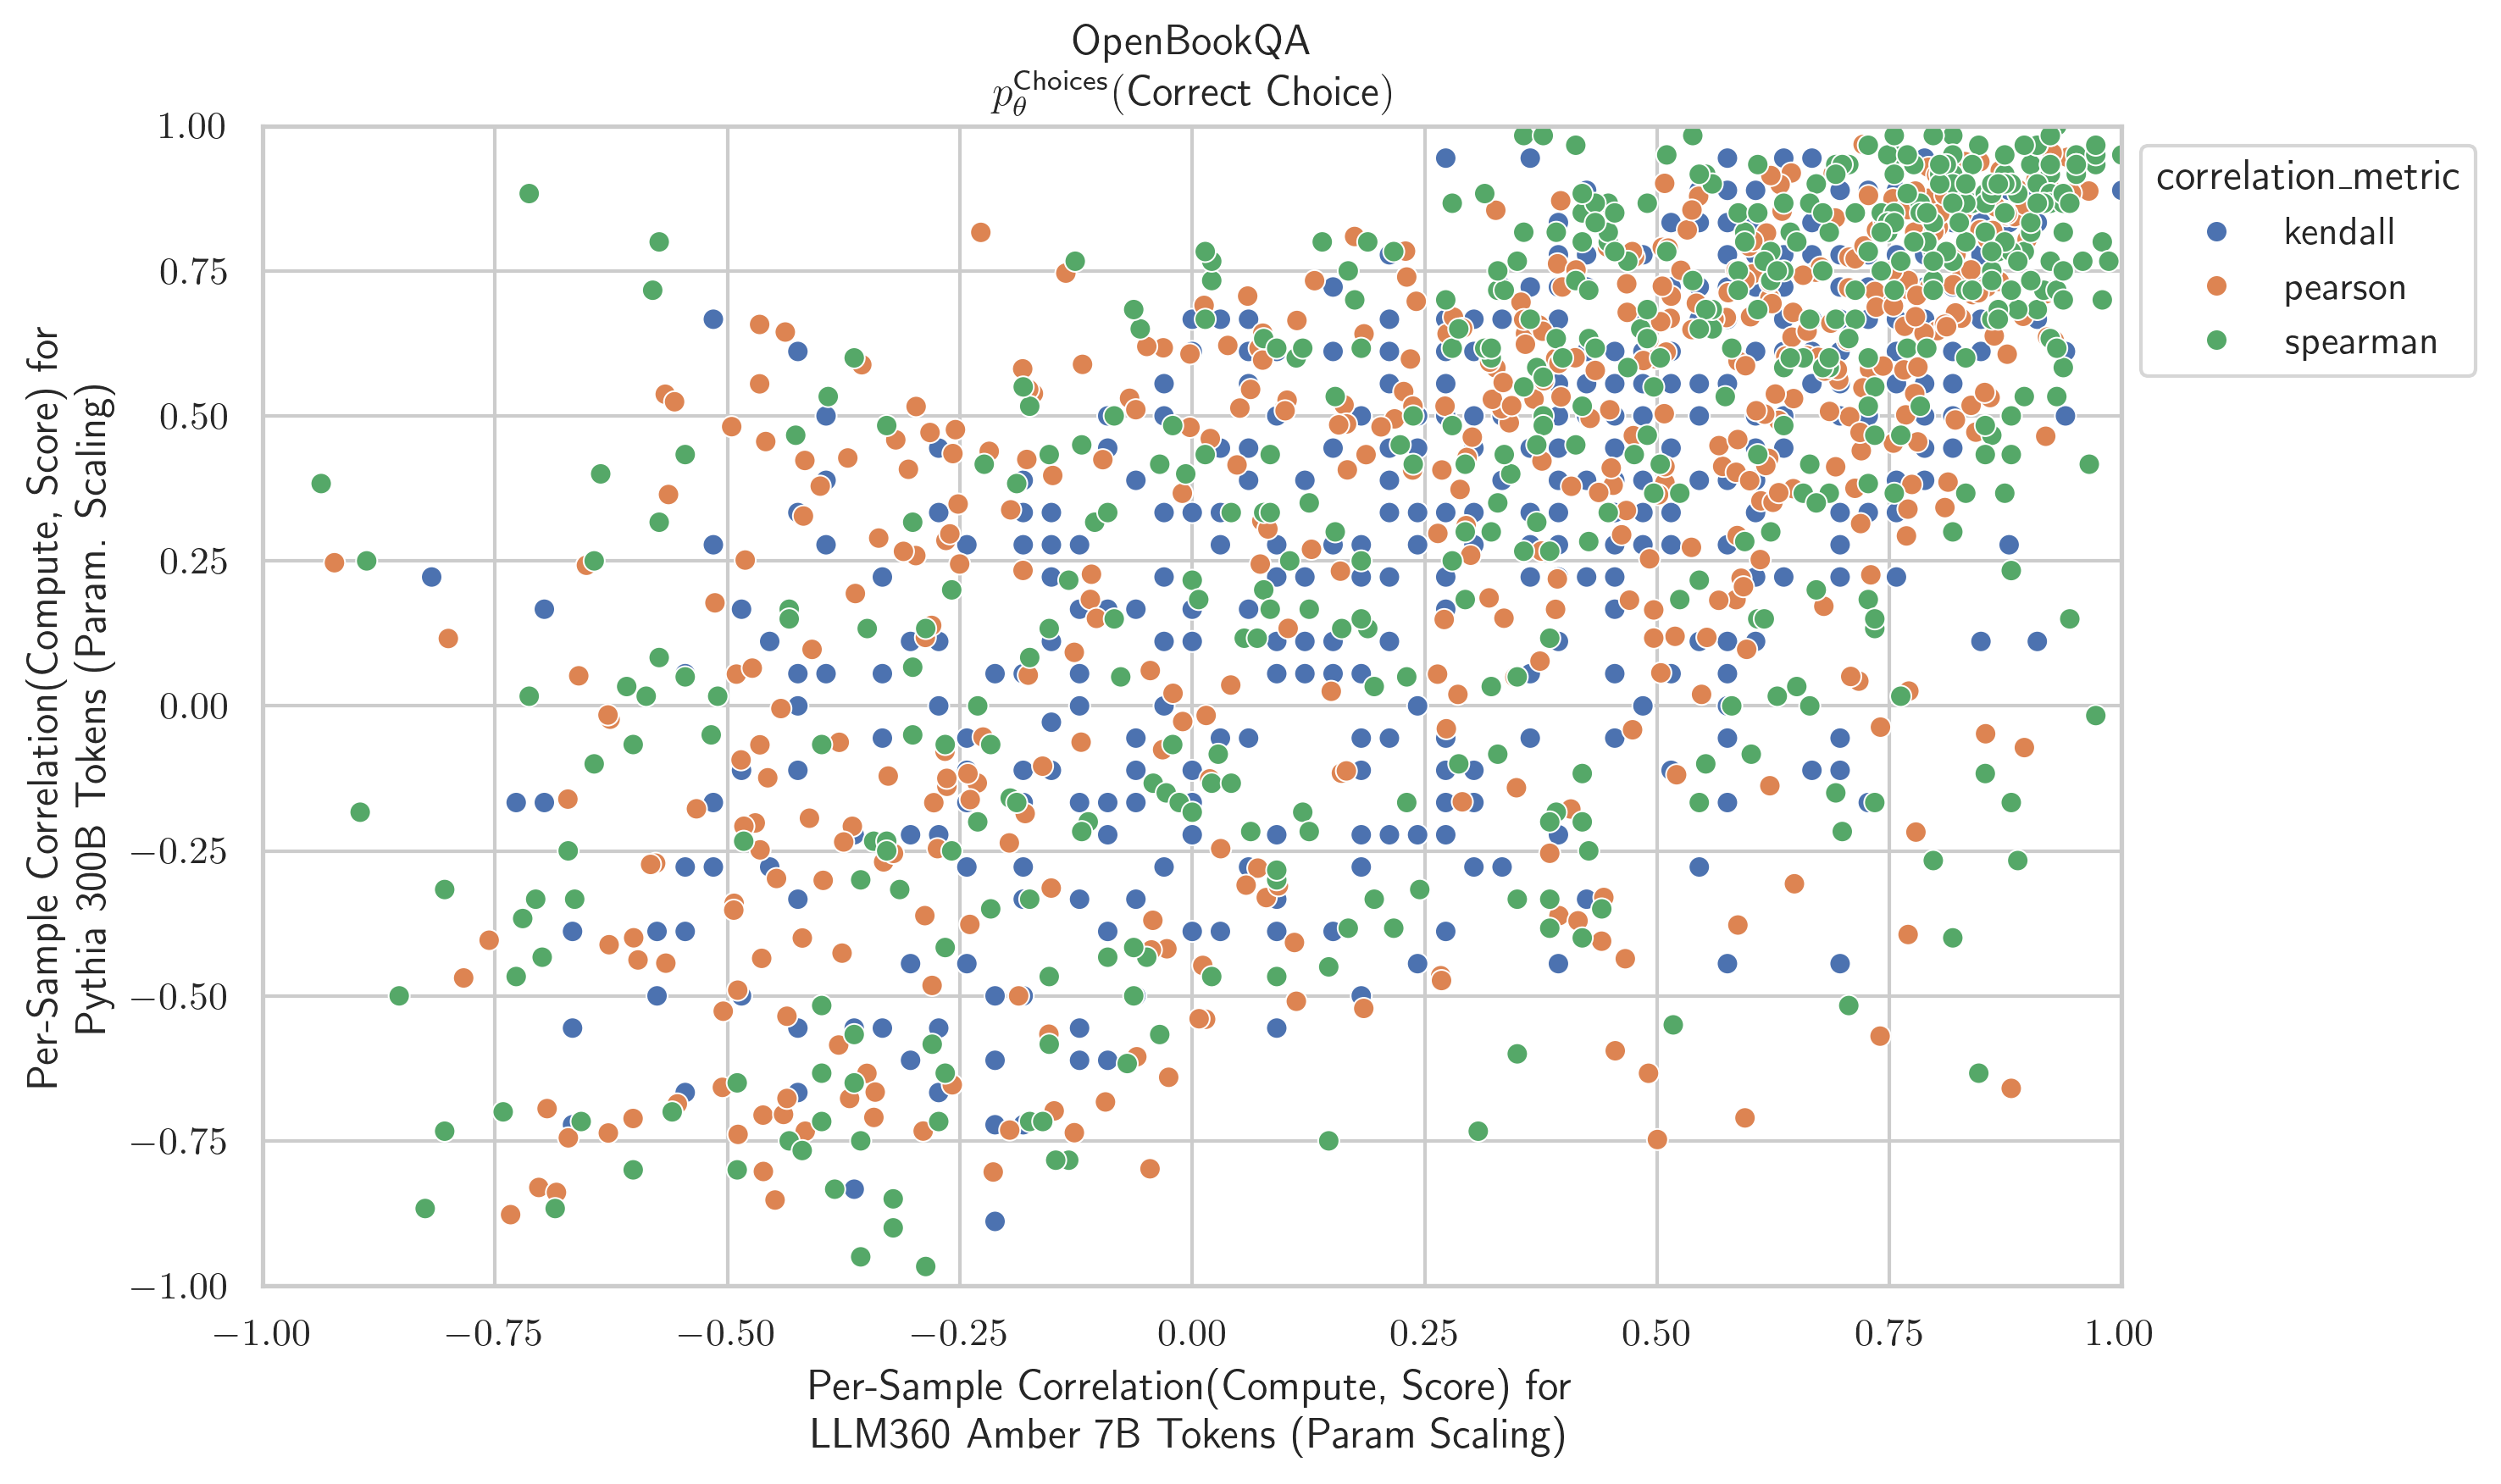 OpenBookQA
p_θ^Choices(Correct Choice)
1.00
0.75
0.50
0.25
0.00
−0.25
−0.50
−0.75
−1.00
Per-Sample Correlation(Compute, Score) for
Pythia 300B Tokens (Param. Scaling)
−1.00 −0.75 −0.50 −0.25 0.00 0.25 0.50 0.75 1.00
Per-Sample Correlation(Compute, Score) for
LLM360 Amber 7B Tokens (Param Scaling)
correlation_metric
kendall
pearson
spearman